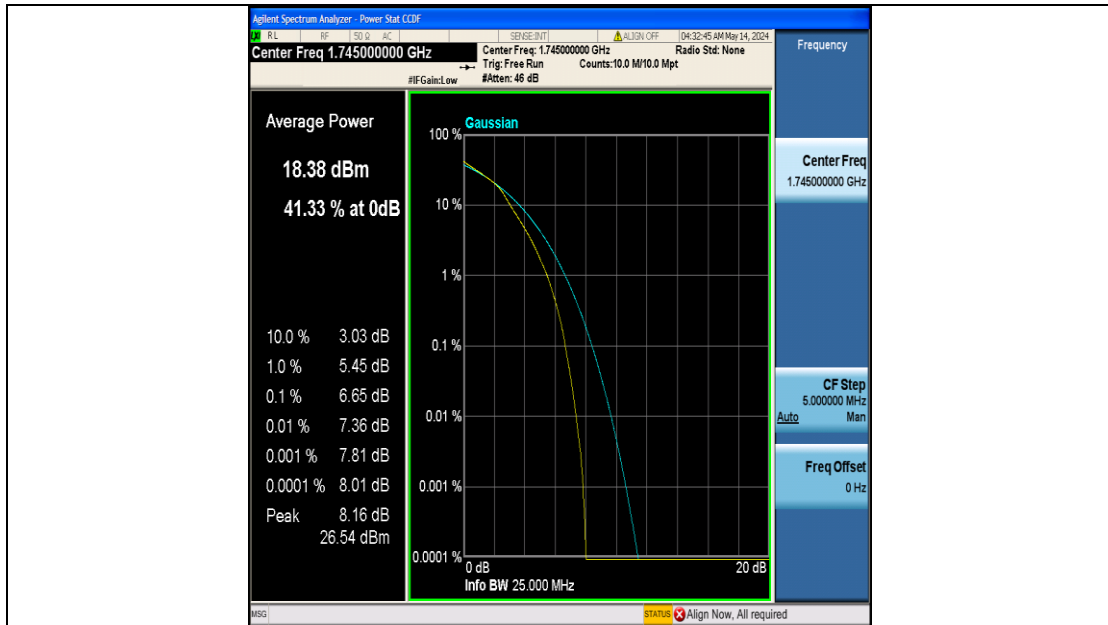 Agilent Spectrum Analyzer - Power Stat CCDF
LXI RL RF 50 Ω AC SENSE:INT ALIGN OFF 04:32:45 AM May 14, 2024
Center Freq 1.745000000 GHz
Center Freq: 1.745000000 GHz Radio Std: None
Trig: Free Run Counts:10.0 M/10.0 Mpt
#IFGain:Low #Atten: 46 dB
Frequency
Average Power
18.38 dBm
41.33 % at 0dB
10.0 % 3.03 dB
1.0 % 5.45 dB
0.1 % 6.65 dB
0.01 % 7.36 dB
0.001 % 7.81 dB
0.0001 % 8.01 dB
Peak 8.16 dB
26.54 dBm
Gaussian
100 %
10 %
1 %
0.1 %
0.01 %
0.001 %
0.0001 %
0 dB 20 dB
Info BW 25.000 MHz
Center Freq
1.745000000 GHz
CF Step
5.000000 MHz
Auto Man
Freq Offset
0 Hz
MSG STATUS Align Now, All required